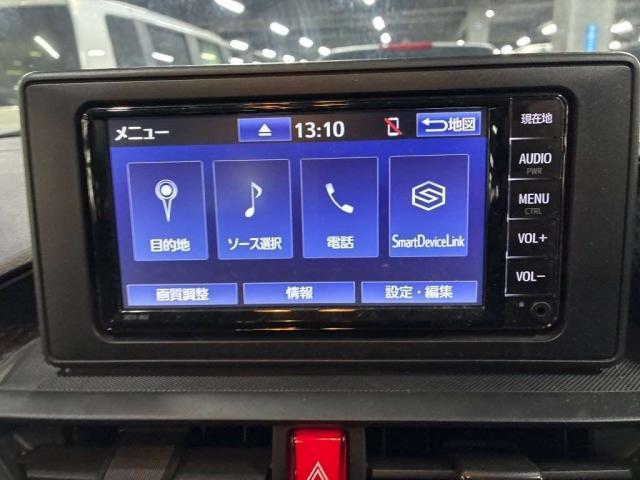 メニュー 13:10 地図
目的地 ソース選択 電話 SmartDeviceLink
画質調整 情報 設定・編集
現在地
AUDIO
PWR
MENU
CTRL
VOL+
VOL−